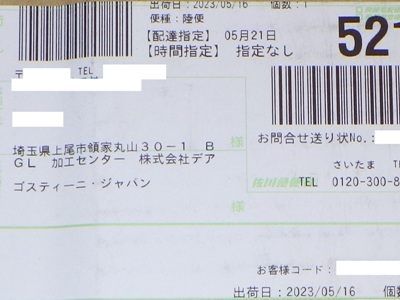 出荷日:2023/05/16 個数:1
便種:陸便
【配達指定】 05月21日
【時間指定】 指定なし
521
〒 TEL
様
お問合せ送り状No.:
埼玉県上尾市領家丸山30-1 B
GL 加工センター 株式会社デア
ゴスティーニ・ジャパン
さいたま T
佐川急便
TEL 0120-300-8
様
お客様コード:
出荷日:2023/05/16 個数